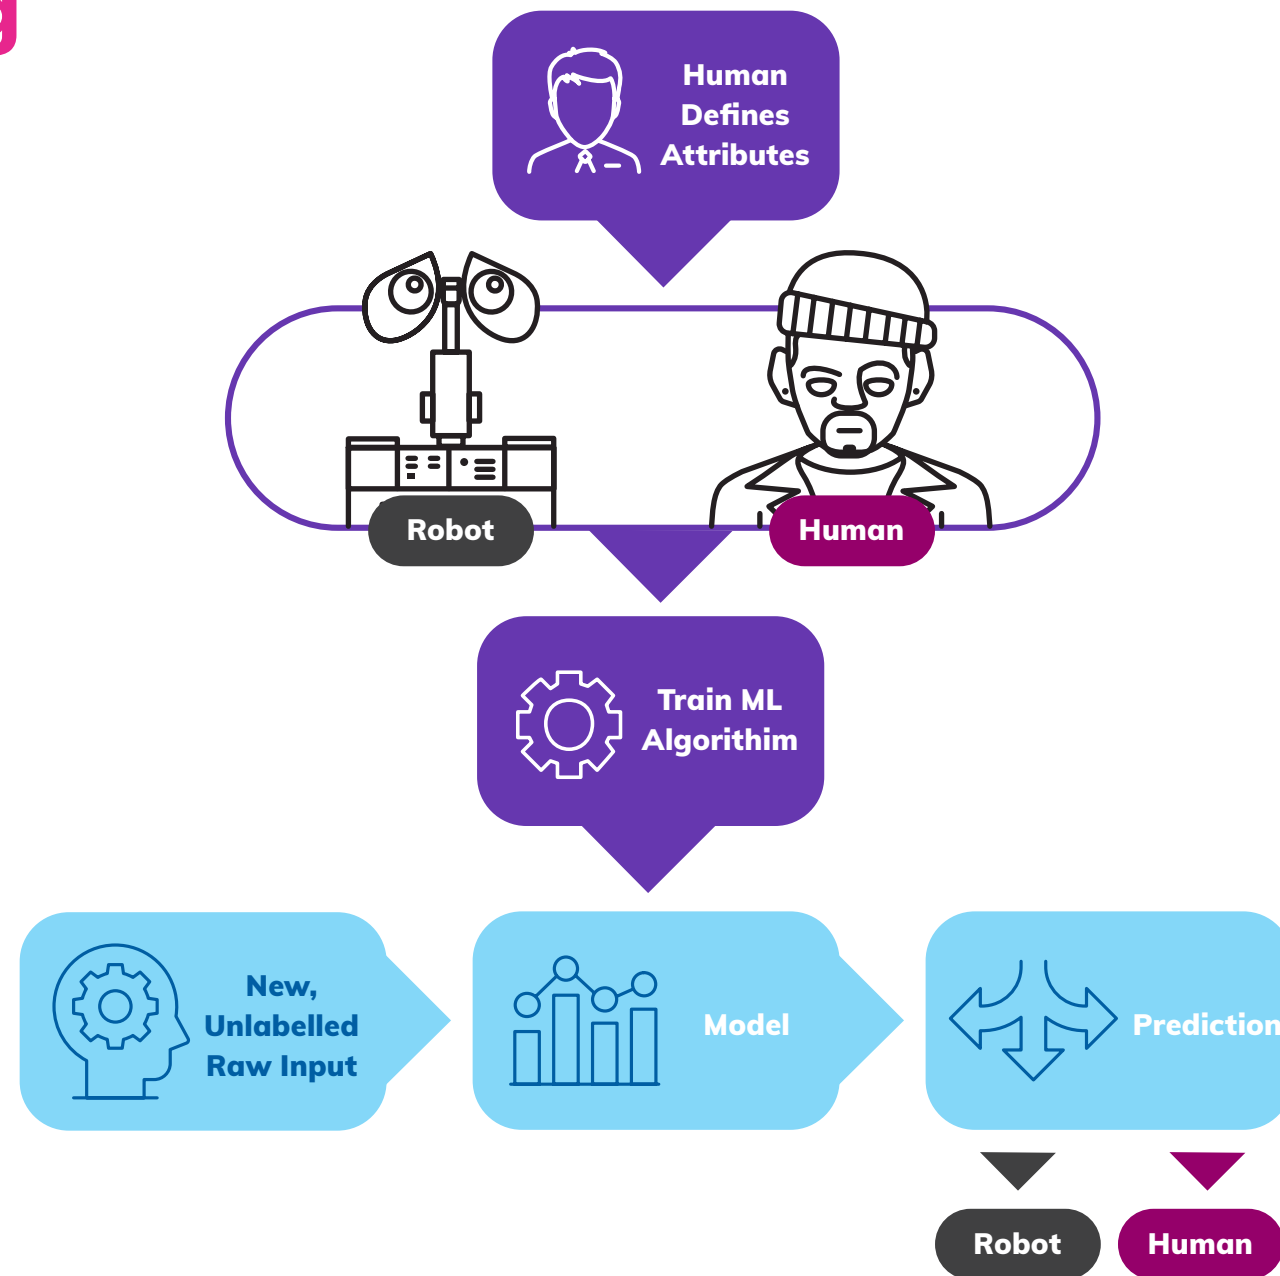 g
Human
Defines
Attributes
Robot
Human
Train ML
Algorithim
New,
Unlabelled
Raw Input
Model
Prediction
Robot
Human